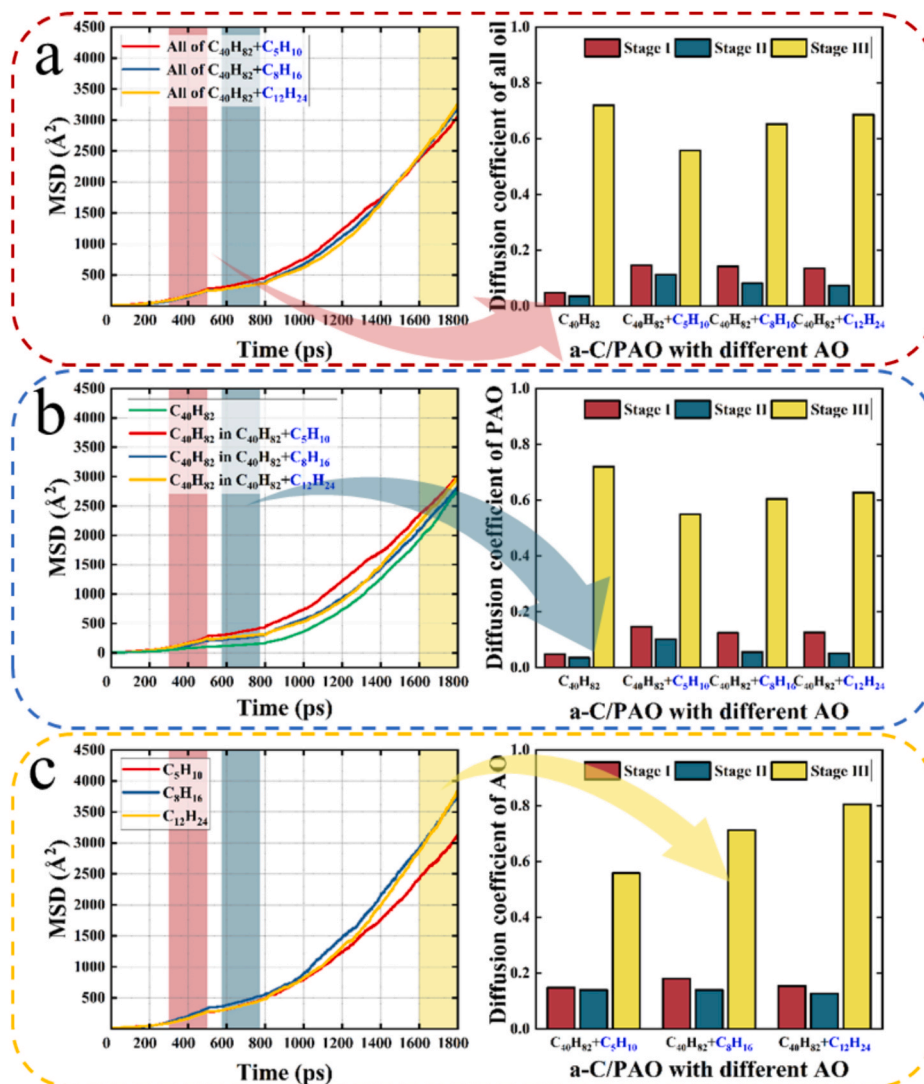 a
4500
4000
3500
3000
2500
2000
1500
1000
500
MSD (Å²)
All of C₄₀H₈₂+C₅H₁₀
All of C₄₀H₈₂+C₈H₁₆
All of C₄₀H₈₂+C₁₂H₂₄
0 200 400 600 800 1000 1200 1400 1600 1800
Time (ps)
Diffusion coefficient of all oil
1.0
0.8
0.6
0.4
0.2
0.0
Stage I Stage II Stage III
C₄₀H₈₂ C₄₀H₈₂+C₅H₁₀ C₄₀H₈₂+C₈H₁₆ C₄₀H₈₂+C₁₂H₂₄
a-C/PAO with different AO
b
4500
4000
3500
3000
2500
2000
1500
1000
500
0
MSD (Å²)
C₄₀H₈₂
C₄₀H₈₂ in C₄₀H₈₂+C₅H₁₀
C₄₀H₈₂ in C₄₀H₈₂+C₈H₁₆
C₄₀H₈₂ in C₄₀H₈₂+C₁₂H₂₄
0 200 400 600 800 1000 1200 1400 1600 1800
Time (ps)
Diffusion coefficient of PAO
1.0
0.8
0.6
0.4
0.2
0.0
Stage I Stage II Stage III
C₄₀H₈₂ C₄₀H₈₂+C₅H₁₀ C₄₀H₈₂+C₈H₁₆ C₄₀H₈₂+C₁₂H₂₄
a-C/PAO with different AO
c
4500
4000
3500
3000
2500
2000
1500
1000
500
MSD (Å²)
C₅H₁₀
C₈H₁₆
C₁₂H₂₄
0 200 400 600 800 1000 1200 1400 1600 1800
Time (ps)
Diffusion coefficient of AO
1.0
0.8
0.6
0.4
0.2
0.0
Stage I Stage II Stage III
C₄₀H₈₂+C₅H₁₀ C₄₀H₈₂+C₈H₁₆ C₄₀H₈₂+C₁₂H₂₄
a-C/PAO with different AO